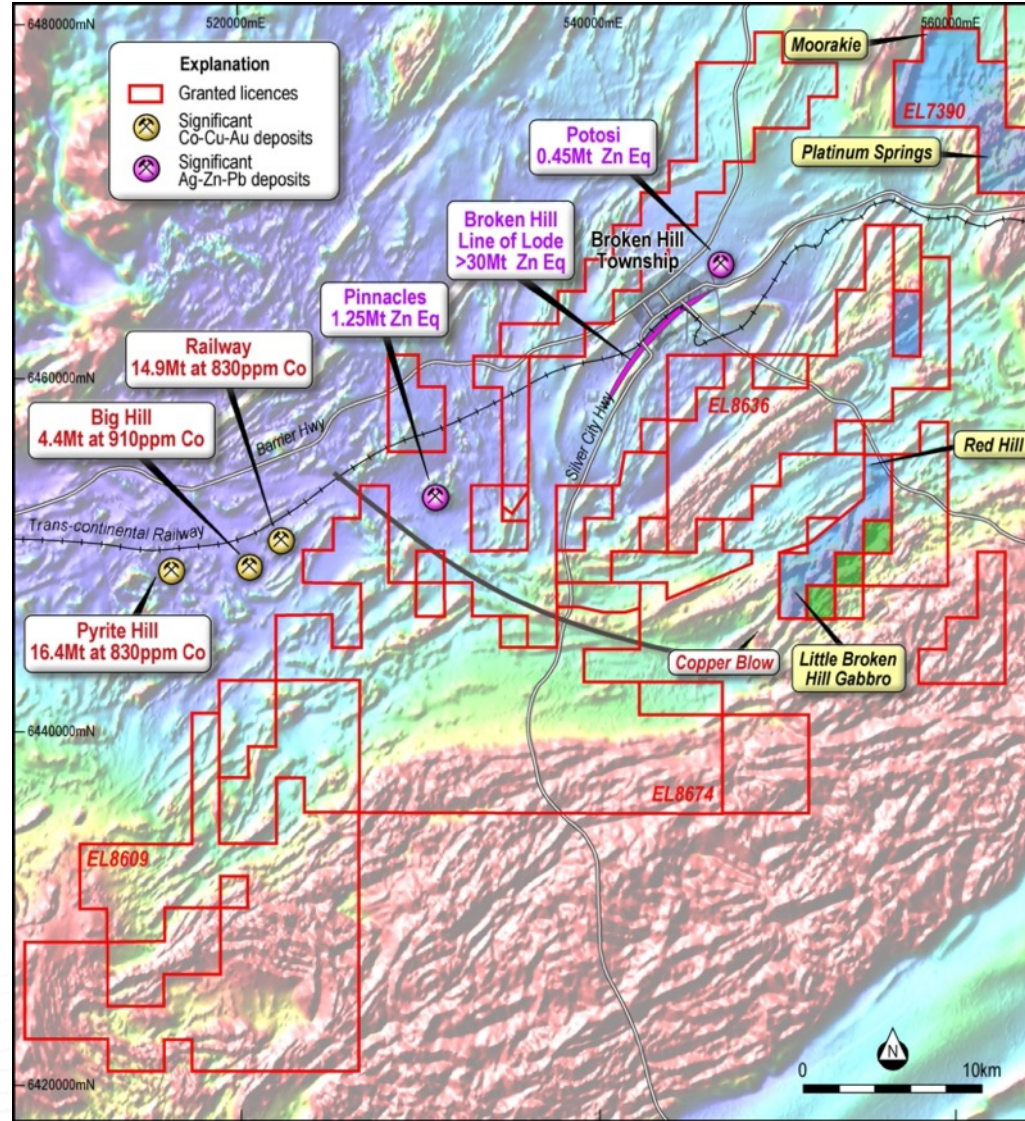 6480000mN
520000mE
540000mE
560000mE
Explanation
Granted licences
Significant
Co-Cu-Au deposits
Significant
Ag-Zn-Pb deposits
Moorakie
EL7390
Platinum Springs
Potosi
0.45Mt Zn Eq
Broken Hill
Line of Lode
>30Mt Zn Eq
Broken Hill
Township
Pinnacles
1.25Mt Zn Eq
Railway
14.9Mt at 830ppm Co
6460000mN
Big Hill
4.4Mt at 910ppm Co
Barrier Hwy
Silver City Hwy
EL8636
Red Hill
Trans-continental Railway
Pyrite Hill
16.4Mt at 830ppm Co
Copper Blow
Little Broken
Hill Gabbro
6440000mN
EL8674
EL8609
N
0 10km
6420000mN